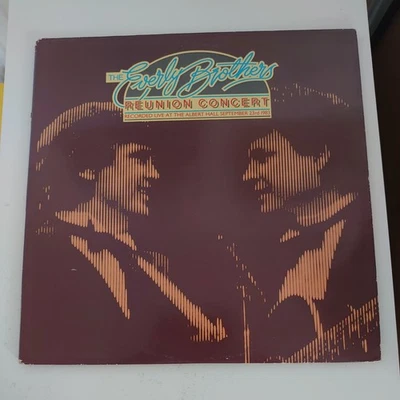 THE Everly Brothers
REUNION CONCERT
RECORDED LIVE AT THE ALBERT HALL SEPTEMBER 23rd 1983